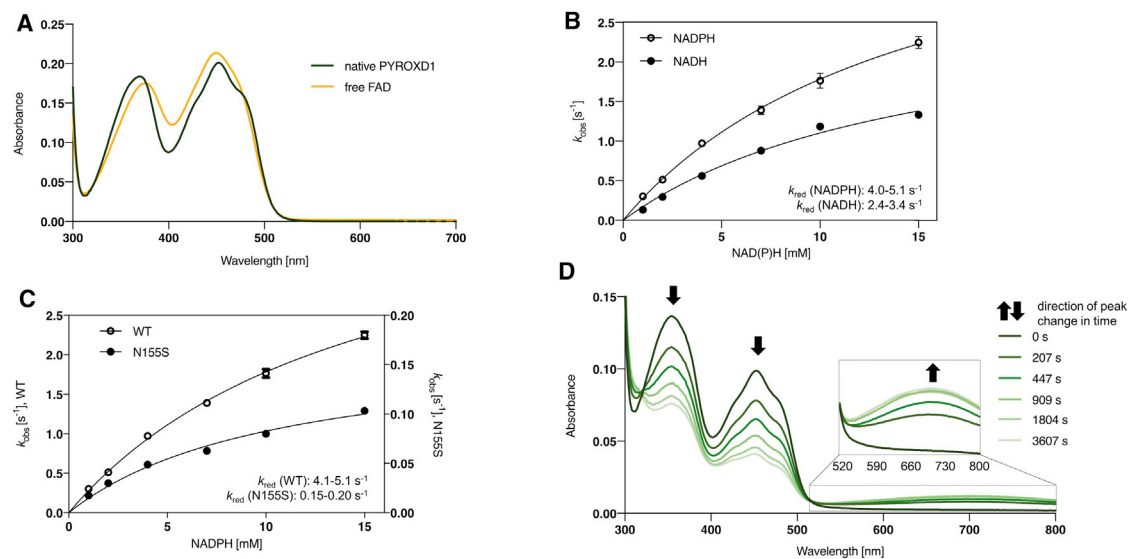 A
0.25
0.20
0.15
0.10
0.05
0.00
Absorbance
native PYROXD1
free FAD
300
400
500
600
700
Wavelength [nm]
B
2.5
2.0
1.5
1.0
0.5
0.0
kobs [s-1]
NADPH
NADH
kred (NADPH): 4.0-5.1 s-1
kred (NADH): 2.4-3.4 s-1
0
5
10
15
NAD(P)H [mM]
C
2.5
2.0
1.5
1.0
0.5
0.0
kobs [s-1], WT
WT
N155S
0.20
0.15
0.10
0.05
0.00
kobs [s-1], N155S
kred (WT): 4.1-5.1 s-1
kred (N155S): 0.15-0.20 s-1
0
5
10
15
NADPH [mM]
D
0.15
0.10
0.05
0.00
Absorbance
direction of peak
change in time
0 s
207 s
447 s
909 s
1804 s
3607 s
520 590 660 730 800
300
400
500
600
700
800
Wavelength [nm]